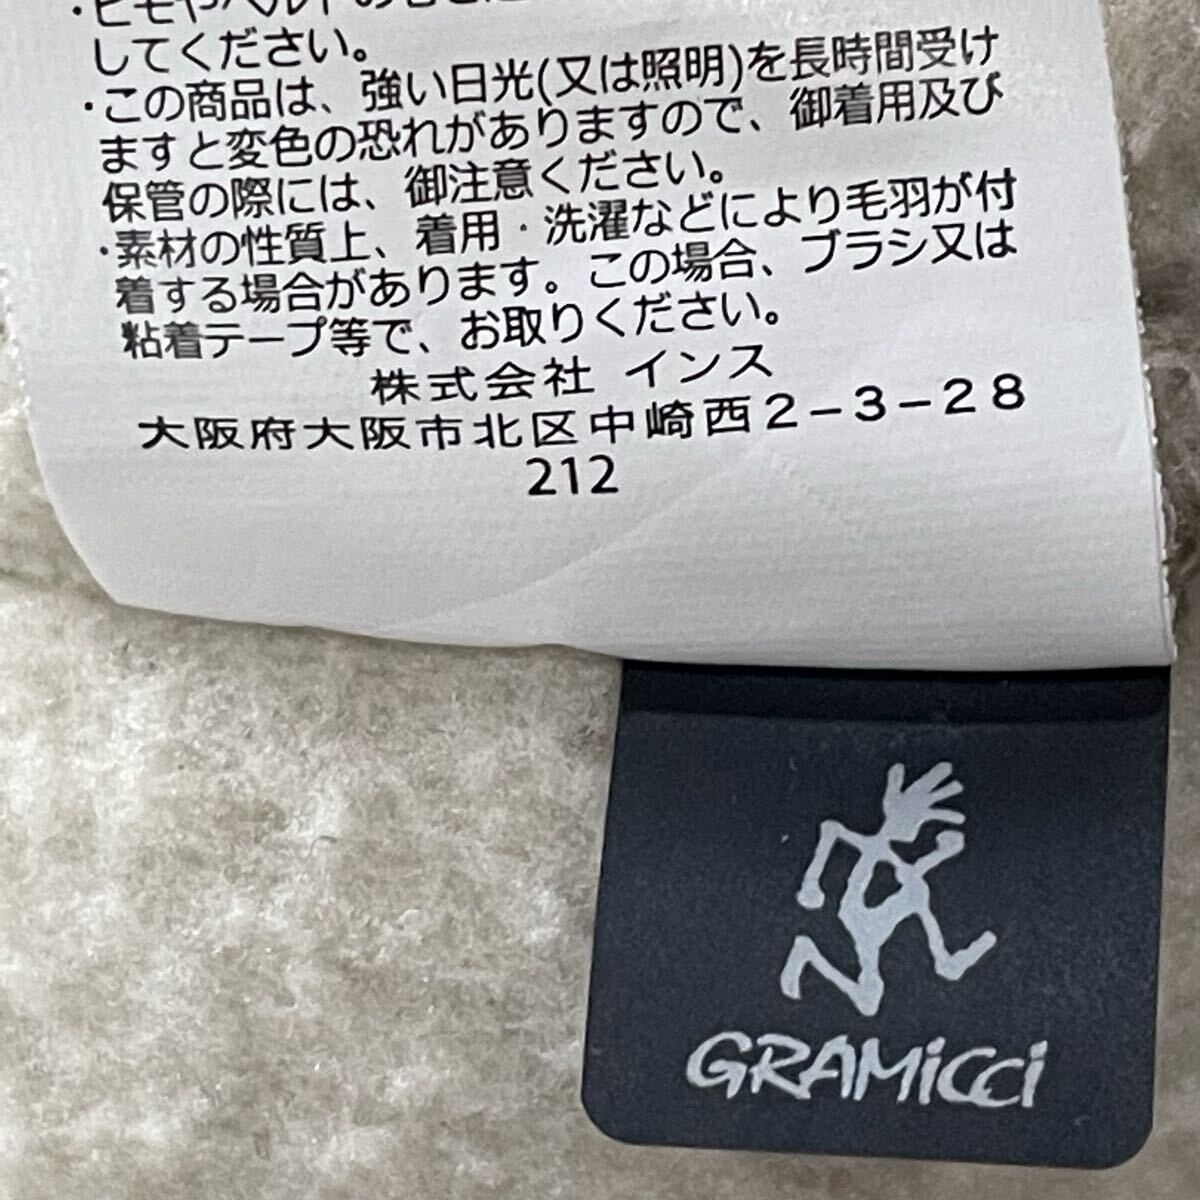 してください。
・この商品は、強い日光(又は照明)を長時間受け
ますと変色の恐れがありますので、御着用及び
保管の際には、御注意ください。
・素材の性質上、着用・洗濯などにより毛羽が付
着する場合があります。この場合、ブラシ又は
粘着テープ等で、お取りください。
株式会社 インス
大阪府大阪市北区中崎西2-3-28
212
GRAMiCCi